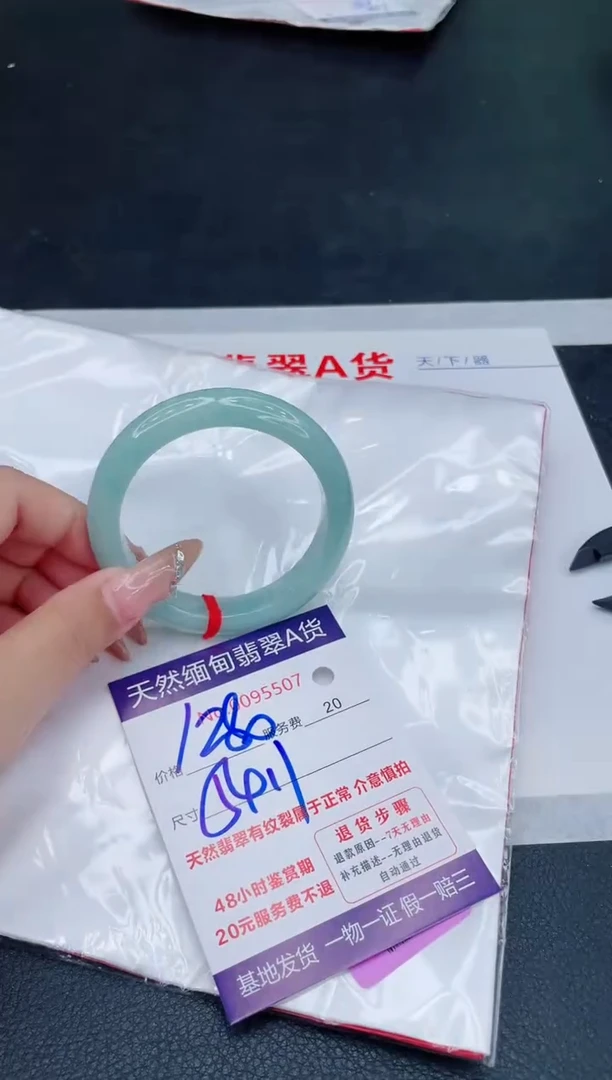 翡翠A货 天/下/翡
天然缅甸翡翠A货
No.0095507
价格 1280 服务费 20
尺寸
天然翡翠有纹裂属于正常 介意慎拍
退货步骤
退款原因--7天无理由
补充描述--无理由退货
自动通过
48小时鉴赏期
20元服务费不退
基地发货 一物一证 假一赔三